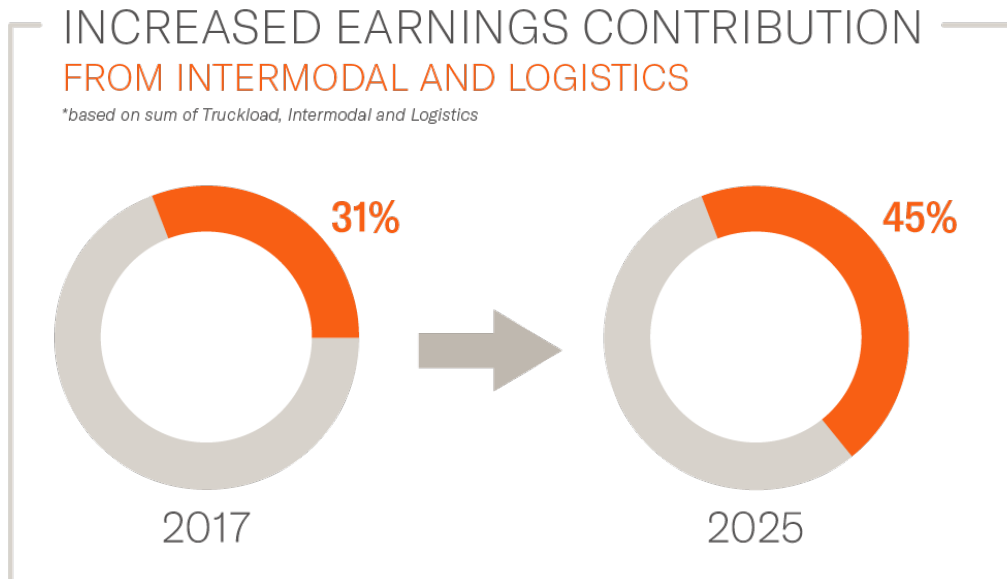 INCREASED EARNINGS CONTRIBUTION
FROM INTERMODAL AND LOGISTICS
*based on sum of Truckload, Intermodal and Logistics
31%
45%
2017
2025